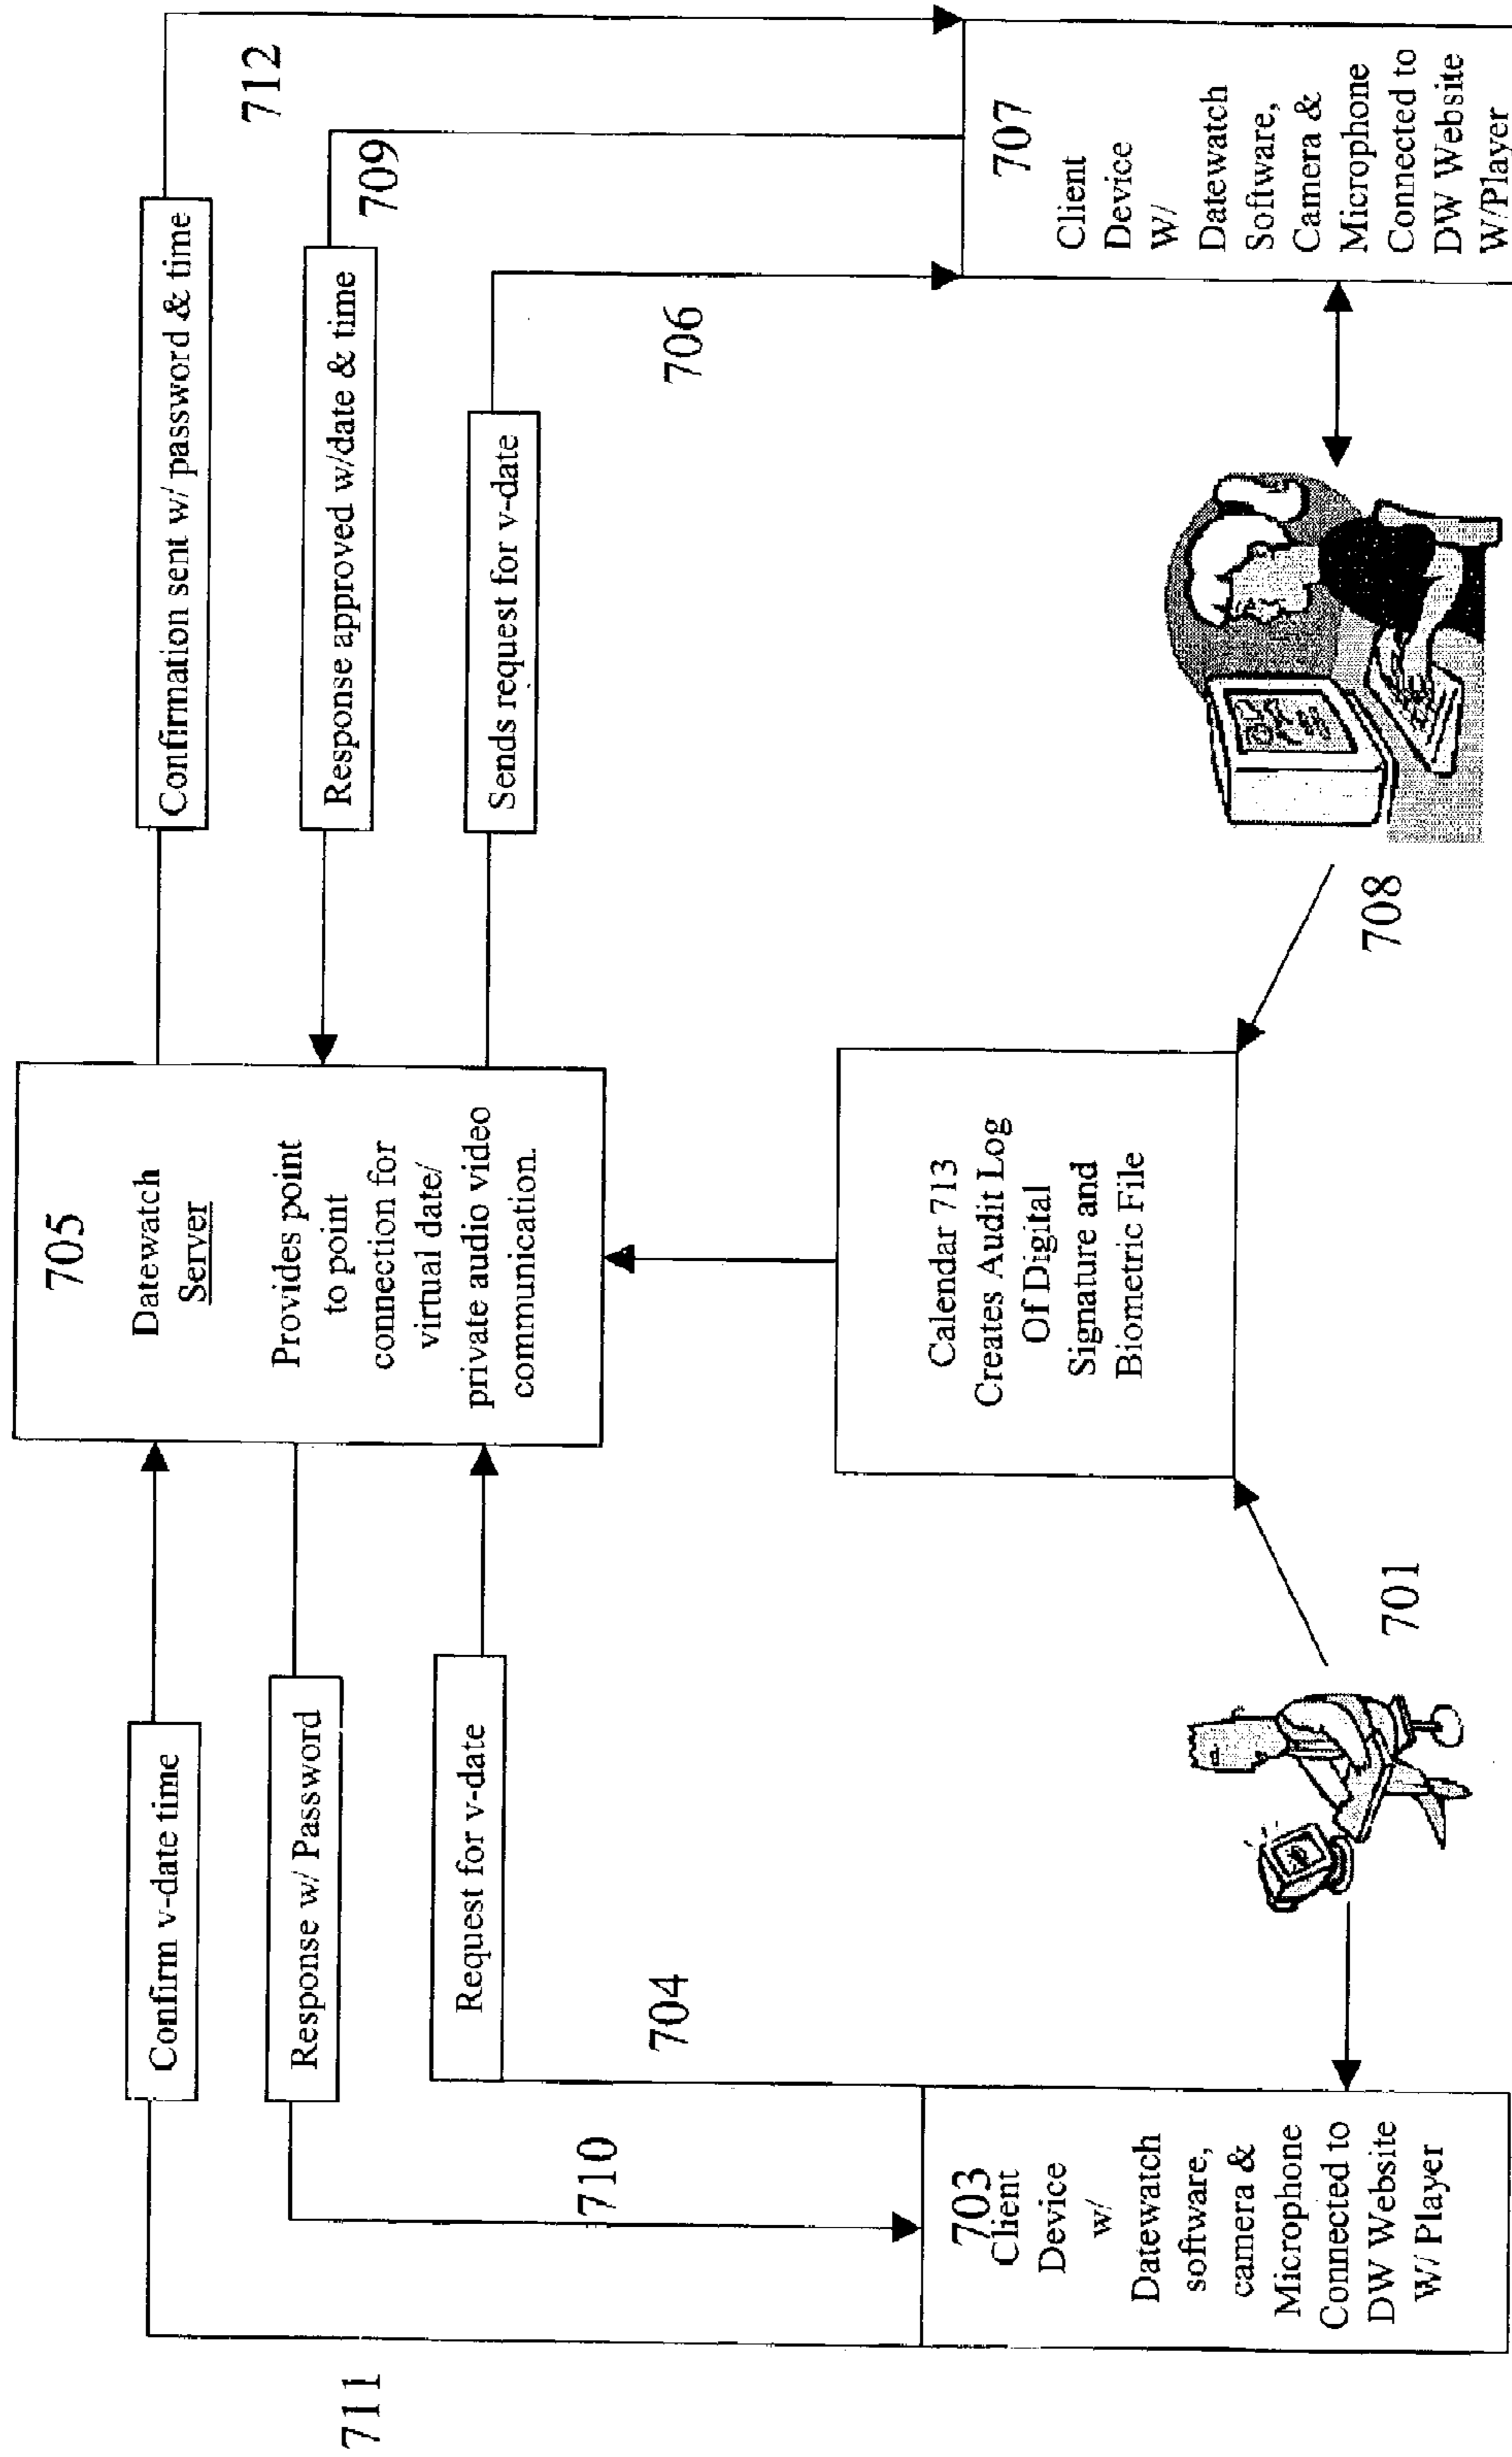 711
Confirm v-date time
Response w/ Password
710
Request for v-date
704
703
Client
Device
w/
Datewatch
software,
camera &
Microphone
Connected to
DW Website
W/ Player
701
705
Datewatch
Server
Provides point
to point
connection for
virtual date/
private audio video
communication.
Calendar 713
Creates Audit Log
Of Digital
Signature and
Biometric File
Confirmation sent w/ password & time
712
Response approved w/date & time
709
Sends request for v-date
706
708
707
Client
Device
W/
Datewatch
Software,
Camera &
Microphone
Connected to
DW Website
W/Player